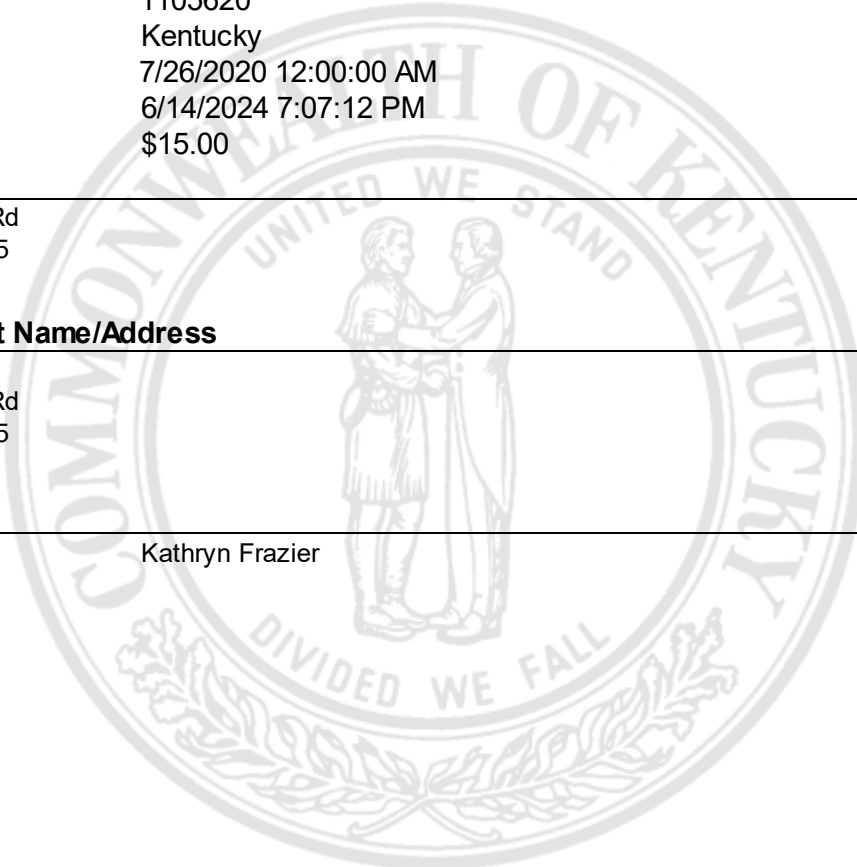 1105620
Kentucky
7/26/2020 12:00:00 AM
6/14/2024 7:07:12 PM
$15.00
Rd
5
t Name/Address
Rd
5
Kathryn Frazier
COMMONWEALTH OF KENTUCKY
UNITED WE STAND
DIVIDED WE FALL